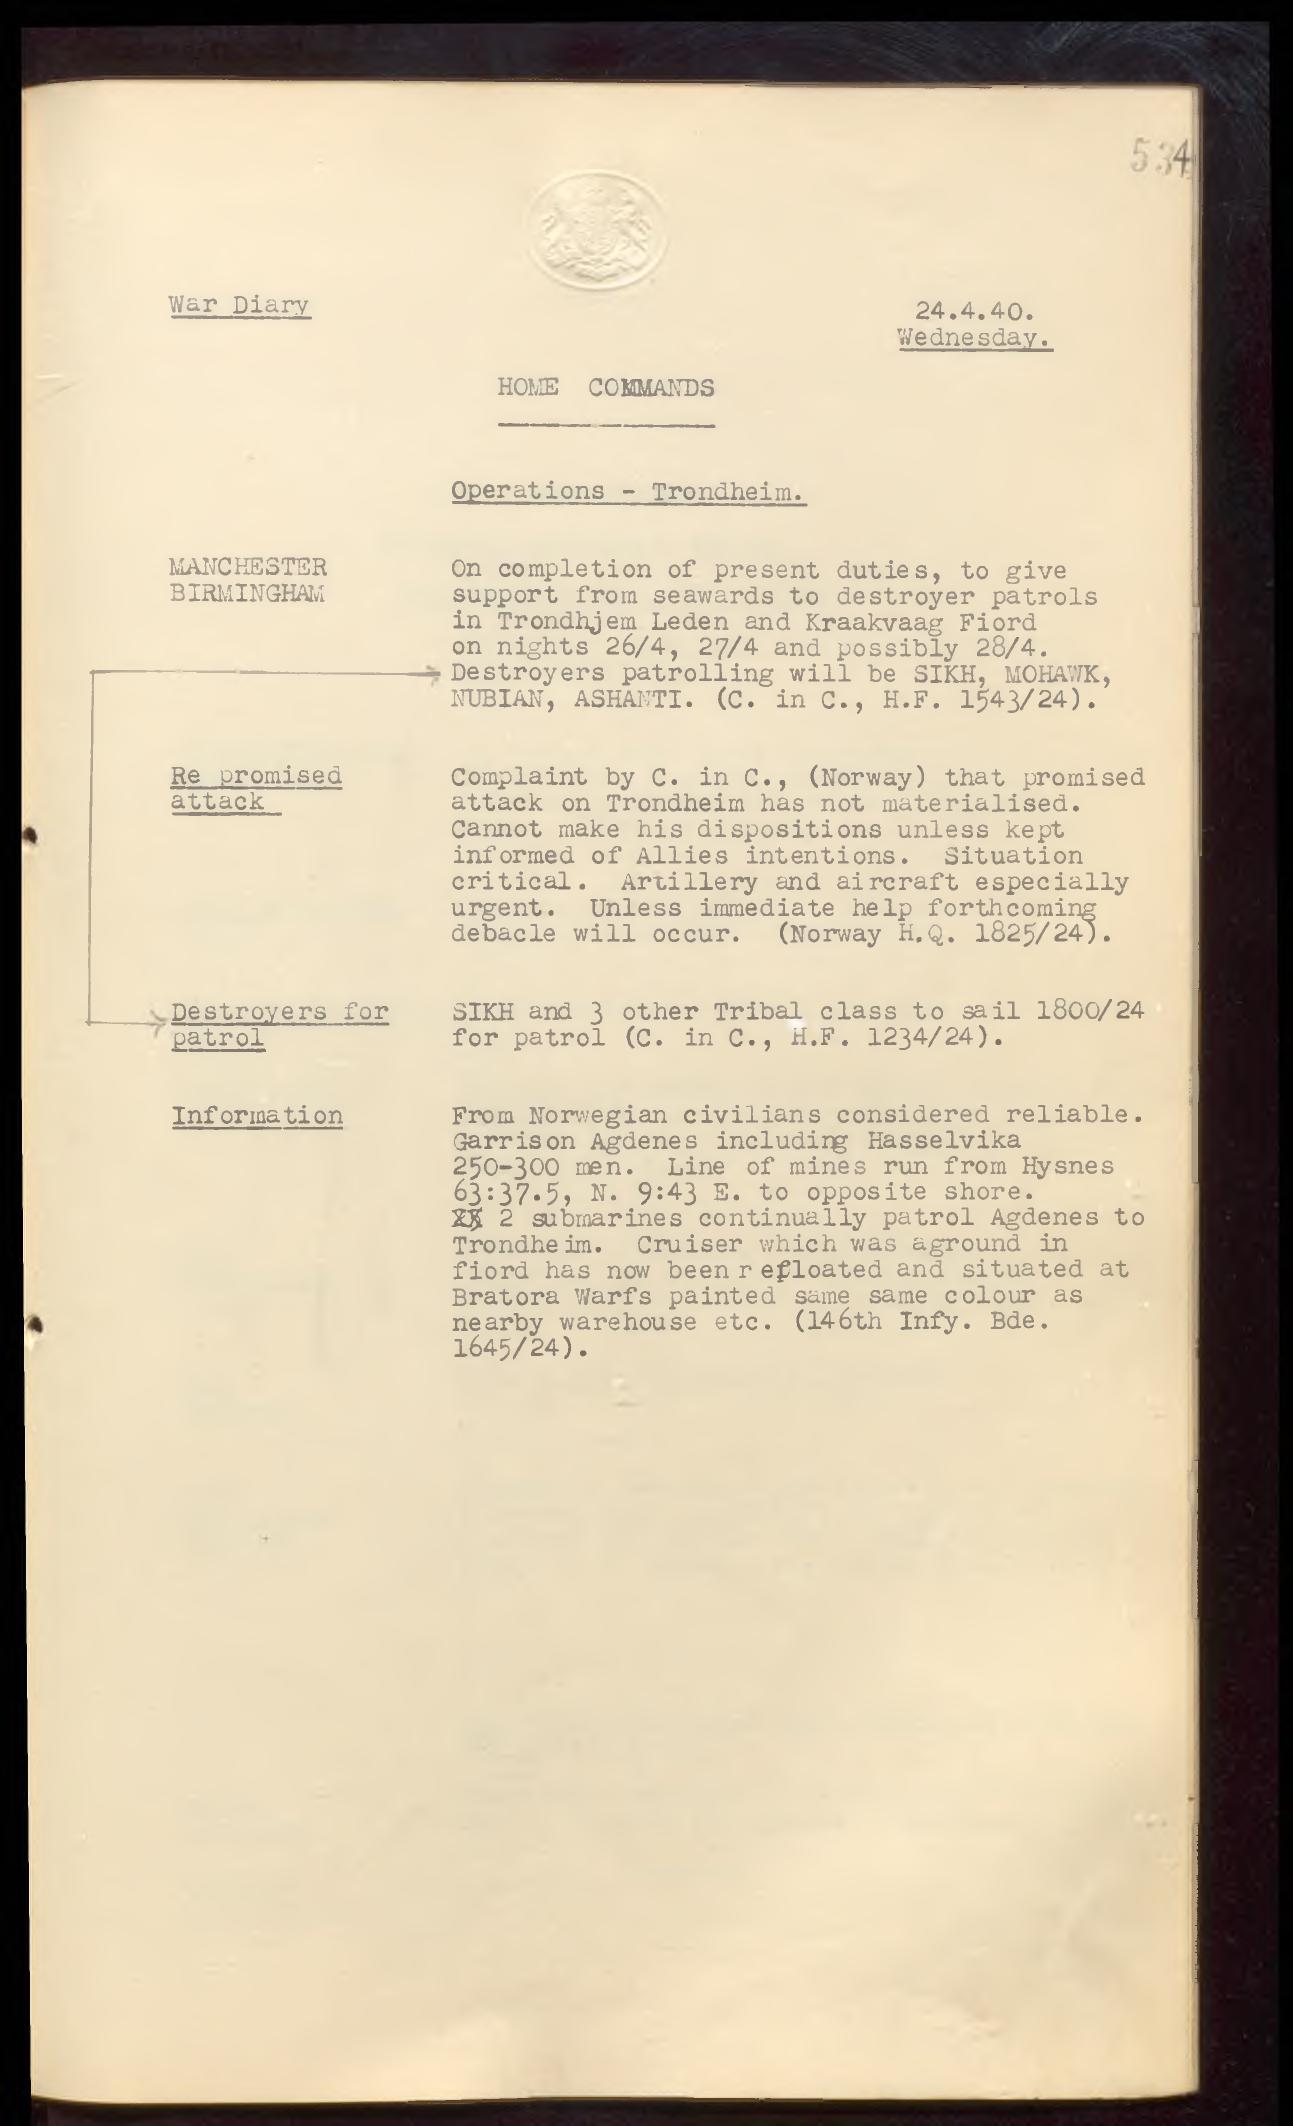 534
War Diary
24.4.40.
Wednesday.
HOME COMMANDS
Operations - Trondheim.
MANCHESTER
BIRMINGHAM
On completion of present duties, to give
support from seawards to destroyer patrols
in Trondhjem Leden and Kraakvaag Fiord
on nights 26/4, 27/4 and possibly 28/4.
Destroyers patrolling will be SIKH, MOHAWK,
NUBIAN, ASHANTI. (C. in C., H.F. 1543/24).
Re promised
attack
Complaint by C. in C., (Norway) that promised
attack on Trondheim has not materialised.
Cannot make his dispositions unless kept
informed of Allies intentions. Situation
critical. Artillery and aircraft especially
urgent. Unless immediate help forthcoming
debacle will occur. (Norway H.Q. 1825/24).
Destroyers for
patrol
SIKH and 3 other Tribal class to sail 1800/24
for patrol (C. in C., H.F. 1234/24).
Information
From Norwegian civilians considered reliable.
Garrison Agdenes including Hasselvika
250-300 men. Line of mines run from Hysnes
63:37.5, N. 9:43 E. to opposite shore.
2 submarines continually patrol Agdenes to
Trondheim. Cruiser which was aground in
fiord has now been refloated and situated at
Bratora Warfs painted same same colour as
nearby warehouse etc. (146th Infy. Bde.
1645/24).